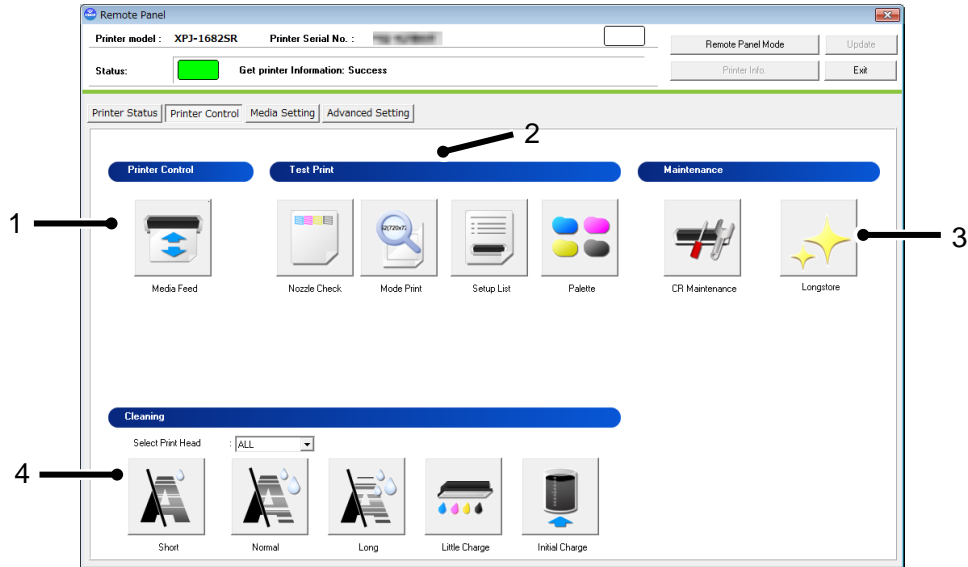 Remote Panel
Printer model : XPJ-1682SR Printer Serial No. :
Remote Panel Mode Update
Status: Get printer Information: Success
Printer Info. Exit
Printer Status Printer Control Media Setting Advanced Setting
2
Printer Control Test Print Maintenance
1
3
Media Feed Nozzle Check Mode Print Setup List Palette CR Maintenance Longstore
Cleaning
Select Print Head : ALL
4
Short Normal Long Little Charge Initial Charge